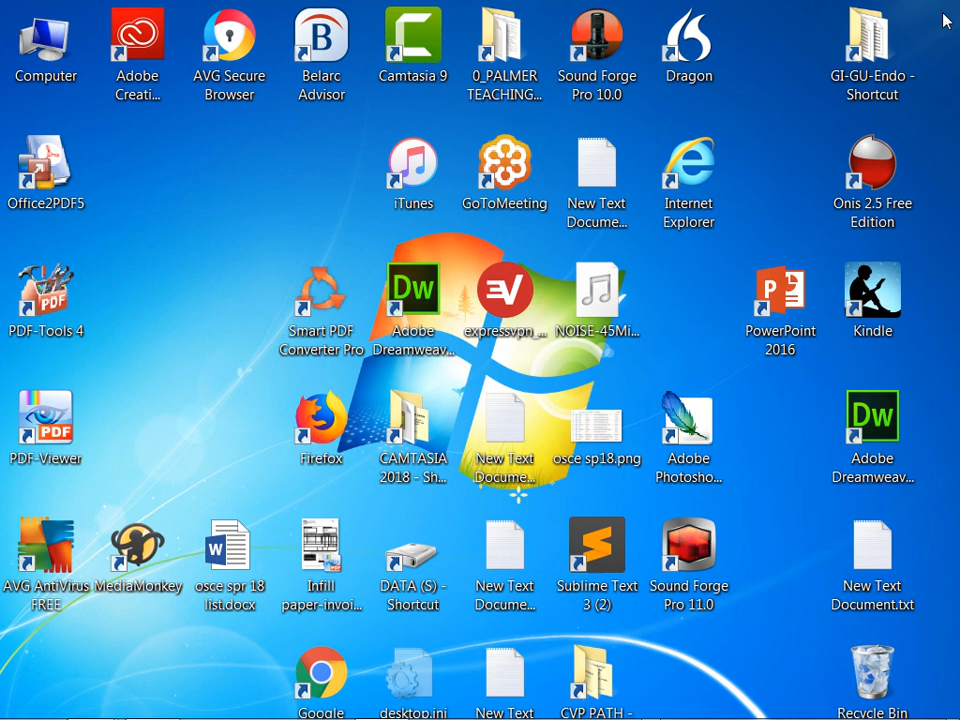 Computer
Adobe
Creati...
AVG Secure
Browser
Belarc
Advisor
Camtasia 9
0_PALMER
TEACHING...
Sound Forge
Pro 10.0
Dragon
GI-GU-Endo -
Shortcut
Office2PDF5
iTunes
GoToMeeting
New Text
Docume...
Internet
Explorer
Onis 2.5 Free
Edition
PDF-Tools 4
Smart PDF
Converter Pro
Adobe
Dreamweav...
expressvpn_...
NOISE-45Mi...
PowerPoint
2016
Kindle
PDF-Viewer
Firefox
CAMTASIA
2018 - Sh...
New Text
Docume...
osce sp18.png
Adobe
Photosho...
Adobe
Dreamweav...
AVG AntiVirus
FREE
MediaMonkey
osce spr 18
list.docx
Infill
paper-invoi...
DATA (S) -
Shortcut
New Text
Docume...
Sublime Text
3 (2)
Sound Forge
Pro 11.0
New Text
Document.txt
Google
desktop.ini
New Text
CVP PATH -
Recycle Bin